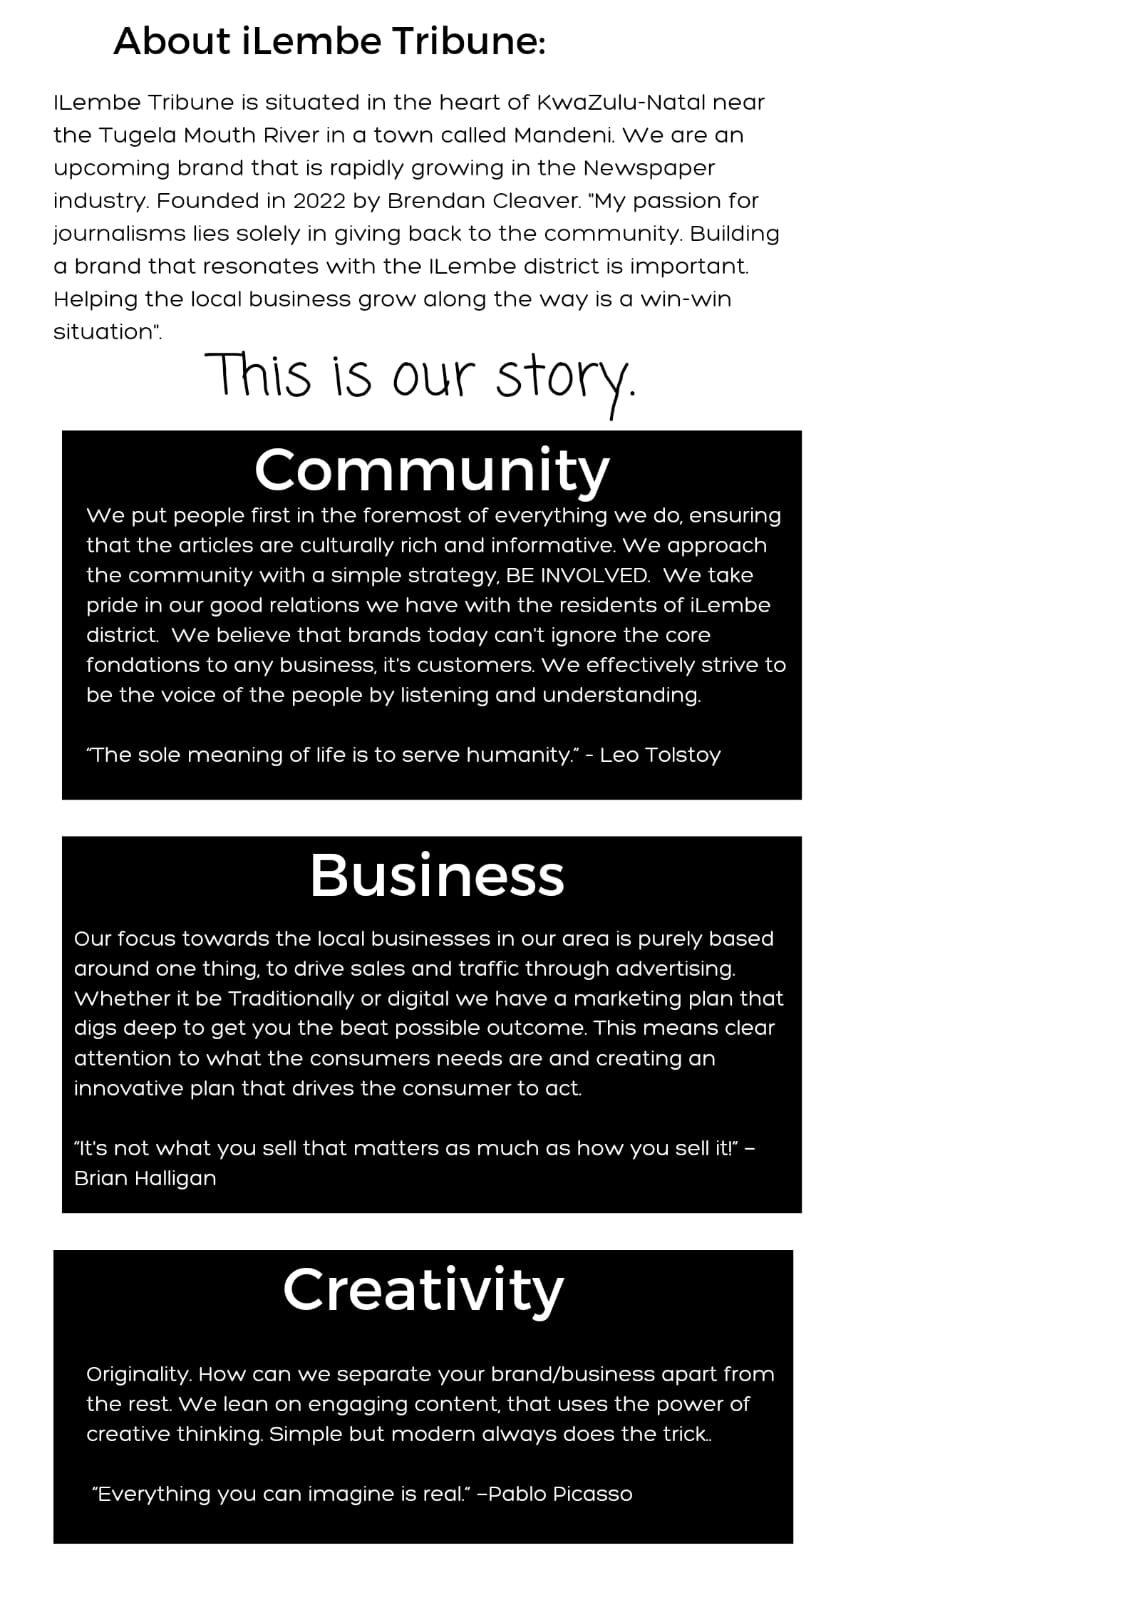 About iLembe Tribune:
ILembe Tribune is situated in the heart of KwaZulu-Natal near
the Tugela Mouth River in a town called Mandeni. We are an
upcoming brand that is rapidly growing in the Newspaper
industry. Founded in 2022 by Brendan Cleaver. "My passion for
journalisms lies solely in giving back to the community. Building
a brand that resonates with the ILembe district is important.
Helping the local business grow along the way is a win-win
situation".
This is our story.
Community
We put people first in the foremost of everything we do, ensuring
that the articles are culturally rich and informative. We approach
the community with a simple strategy, BE INVOLVED.  We take
pride in our good relations we have with the residents of iLembe
district.  We believe that brands today can't ignore the core
fondations to any business, it's customers. We effectively strive to
be the voice of the people by listening and understanding.
“The sole meaning of life is to serve humanity.” - Leo Tolstoy
Business
Our focus towards the local businesses in our area is purely based
around one thing, to drive sales and traffic through advertising.
Whether it be Traditionally or digital we have a marketing plan that
digs deep to get you the beat possible outcome. This means clear
attention to what the consumers needs are and creating an
innovative plan that drives the consumer to act.
“It's not what you sell that matters as much as how you sell it!” –
Brian Halligan
Creativity
Originality. How can we separate your brand/business apart from
the rest. We lean on engaging content, that uses the power of
creative thinking. Simple but modern always does the trick..
“Everything you can imagine is real.” –Pablo Picasso